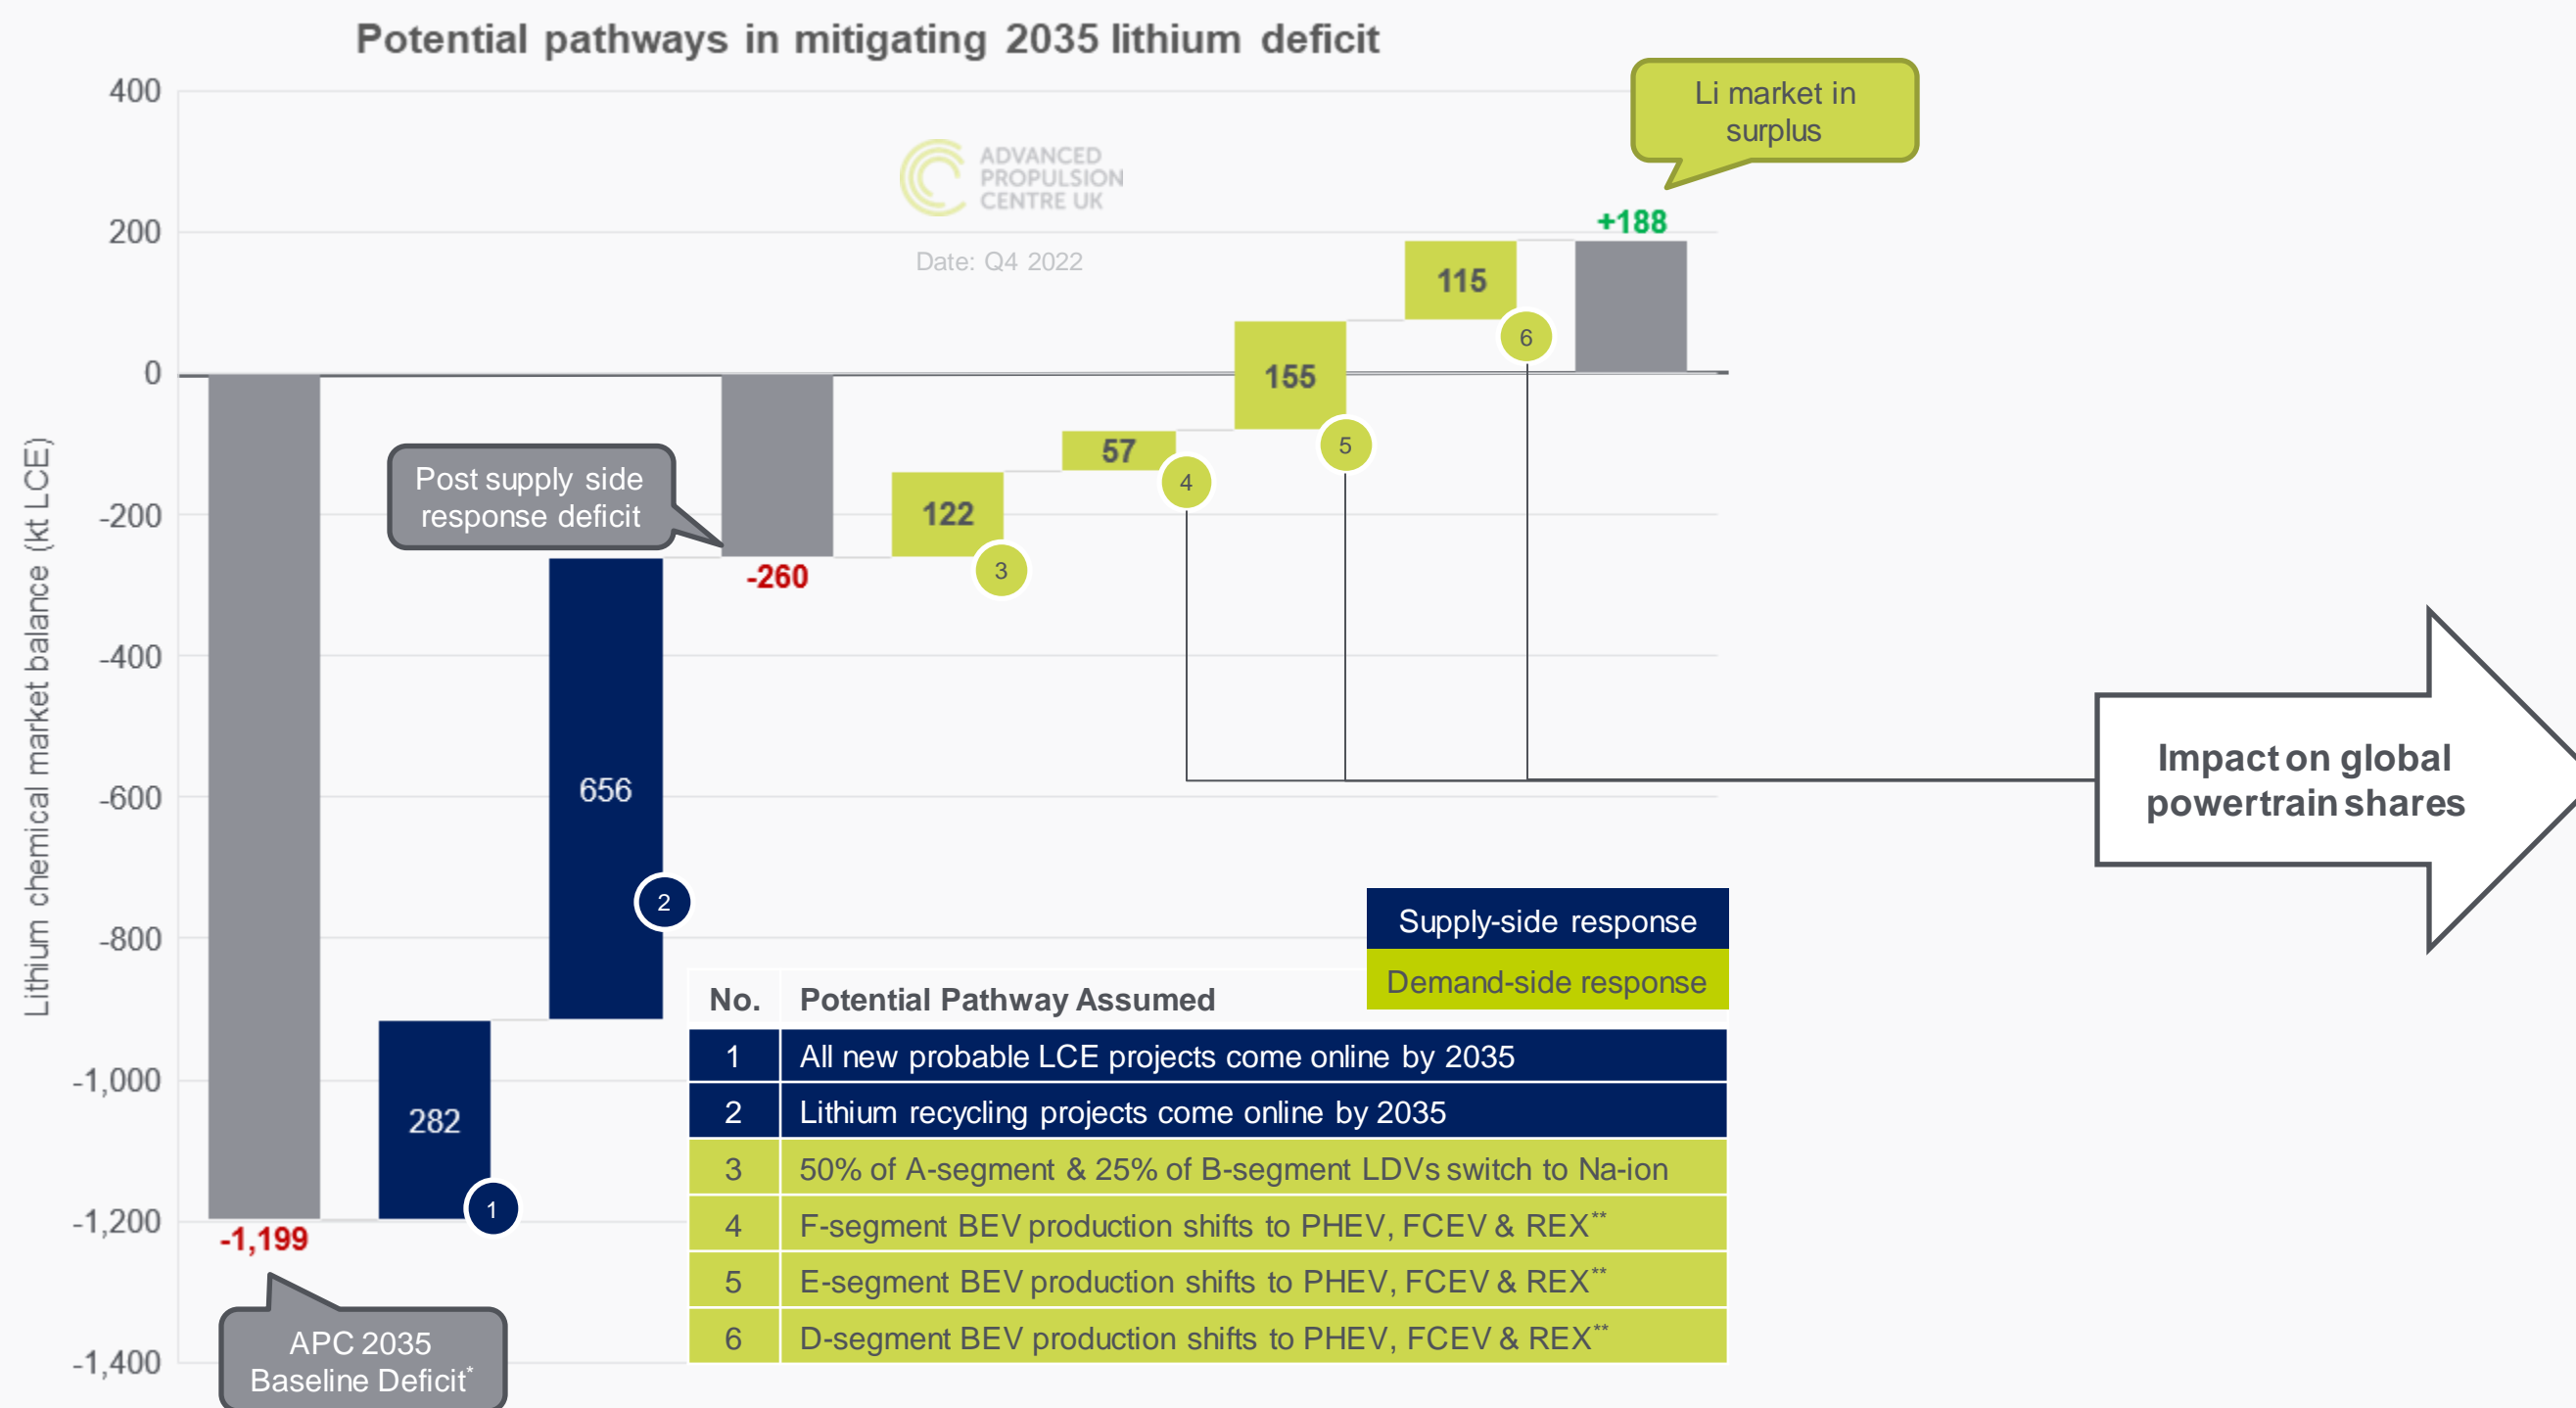 Potential pathways in mitigating 2035 lithium deficit
Li market in
surplus
ADVANCED
PROPULSION
CENTRE UK
Date: Q4 2022
Lithium chemical market balance (kt LCE)
400
200
0
-200
-400
-600
-800
-1,000
-1,200
-1,400
-1,199
282
1
656
2
-260
122
3
57
4
155
5
115
6
+188
Post supply side
response deficit
APC 2035
Baseline Deficit*
Impact on global
powertrain shares
Supply-side response
Demand-side response
No. Potential Pathway Assumed
1 All new probable LCE projects come online by 2035
2 Lithium recycling projects come online by 2035
3 50% of A-segment & 25% of B-segment LDVs switch to Na-ion
4 F-segment BEV production shifts to PHEV, FCEV & REX**
5 E-segment BEV production shifts to PHEV, FCEV & REX**
6 D-segment BEV production shifts to PHEV, FCEV & REX**